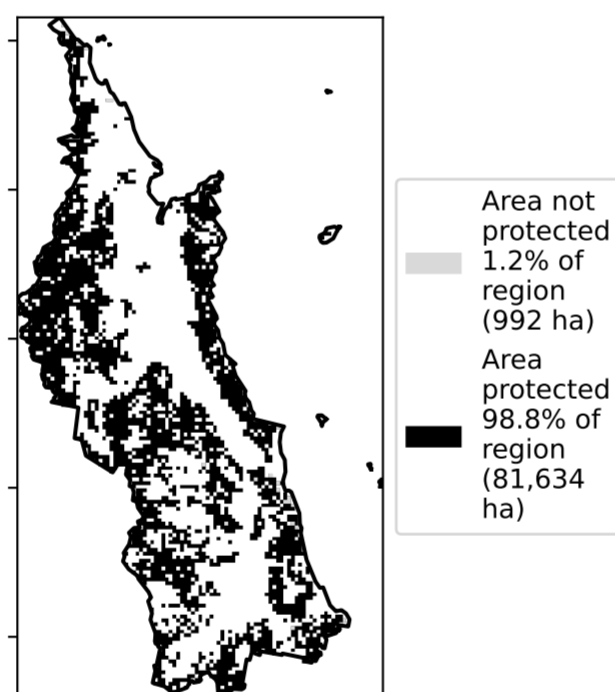 Area not
protected
1.2% of
region
(992 ha)
Area
protected
98.8% of
region
(81,634
ha)